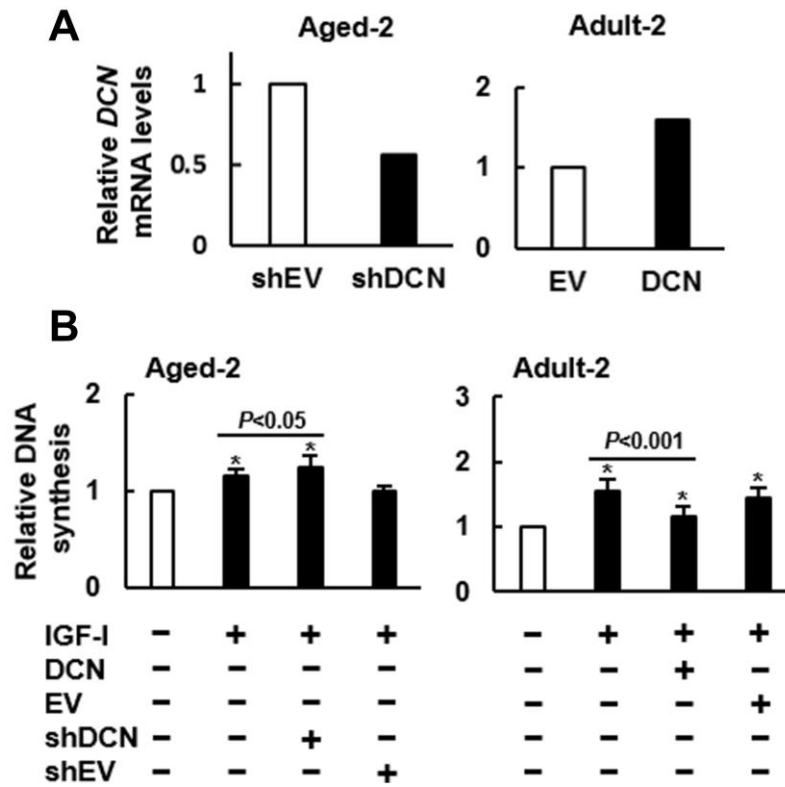 A
Aged-2
Adult-2
Relative DCN
mRNA levels
1
0.5
0
shEV shDCN
2
1
0
EV DCN
B
Aged-2
Adult-2
Relative DNA
synthesis
2
1
0
P<0.05
* *
3
2
1
0
P<0.001
* * *
IGF-I − + + + − + + +
DCN − − − − − − + −
EV − − − − − − − +
shDCN − − + − − − − −
shEV − − − + − − − −